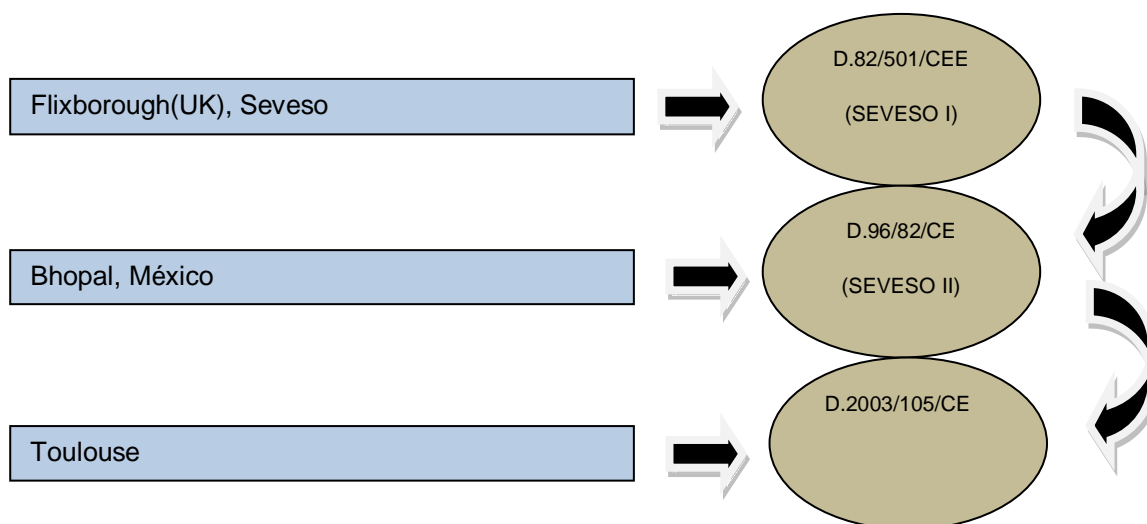 Flixborough(UK), Seveso
D.82/501/CEE
(SEVESO I)
Bhopal, México
D.96/82/CE
(SEVESO II)
Toulouse
D.2003/105/CE